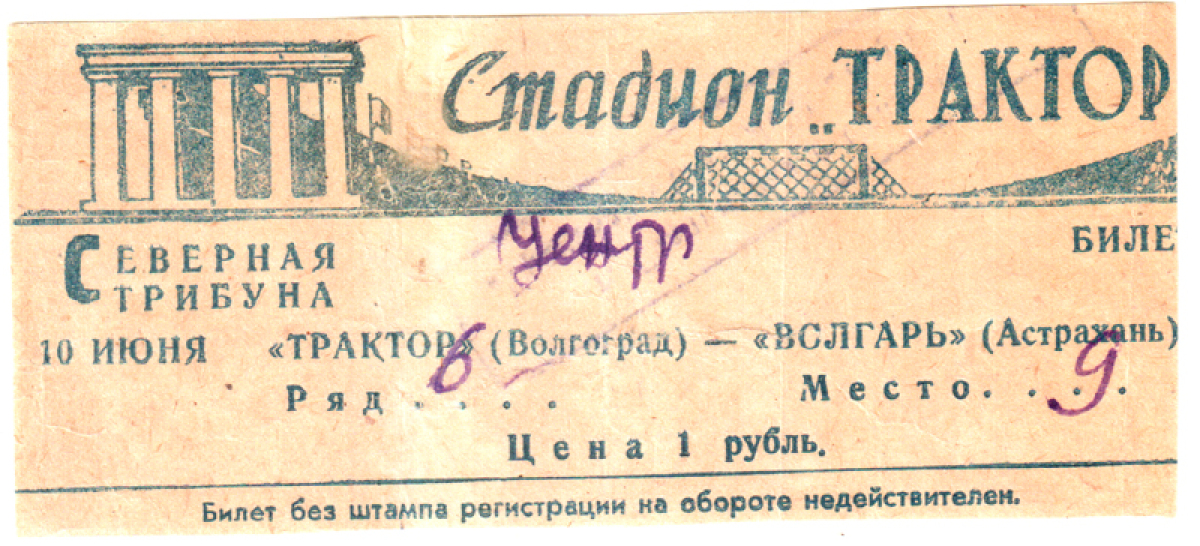 Стадион „ТРАКТОР
Центр
БИЛЕТ
СЕВЕРНАЯ
ТРИБУНА
10 ИЮНЯ «ТРАКТОР» (Волгоград) — «ВОЛГАРЬ» (Астрахань)
Ряд . 6 . . . Место. . 9 . .
Цена 1 рубль.
Билет без штампа регистрации на обороте недействителен.